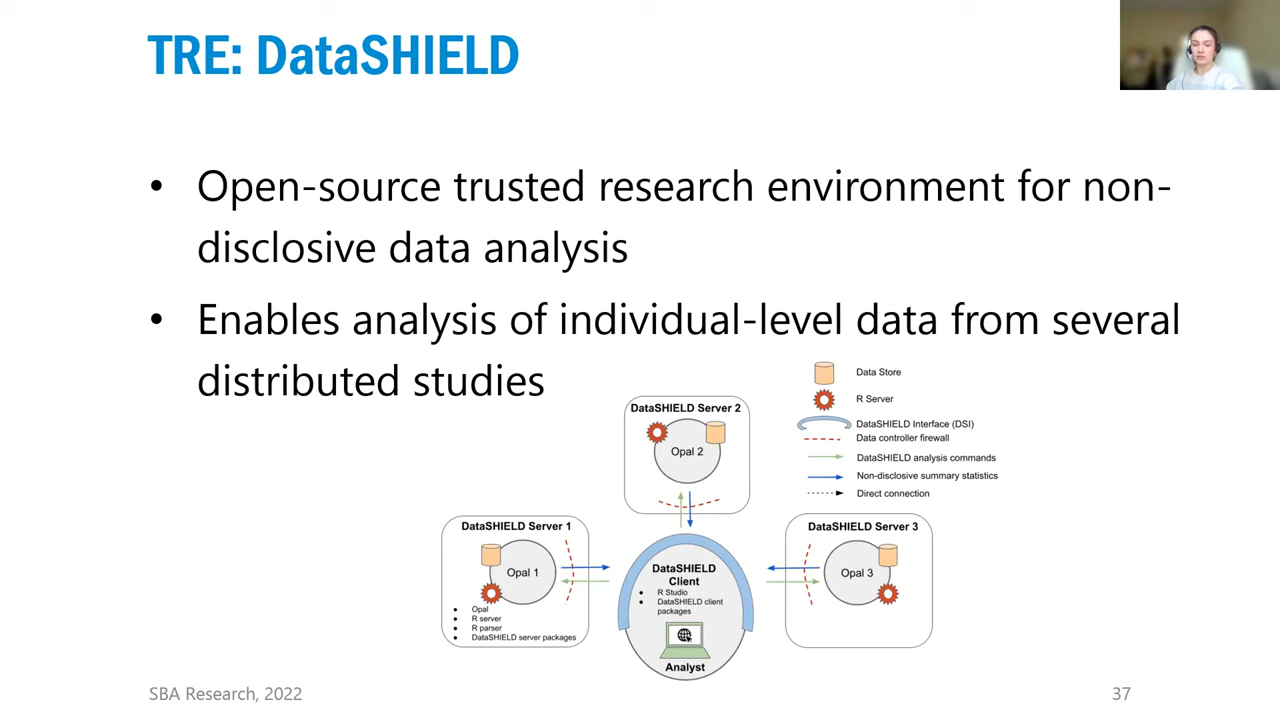 TRE: DataSHIELD
• Open-source trusted research environment for non-
disclosive data analysis
• Enables analysis of individual-level data from several
distributed studies
Data Store
R Server
DataSHIELD Interface (DSI)
Data controller firewall
DataSHIELD analysis commands
Non-disclosive summary statistics
Direct connection
DataSHIELD Server 2
Opal 2
DataSHIELD Server 1
Opal 1
• Opal
• R server
• R parser
• DataSHIELD server packages
DataSHIELD
Client
• R Studio
• DataSHIELD client
packages
Analyst
DataSHIELD Server 3
Opal 3
SBA Research, 2022
37